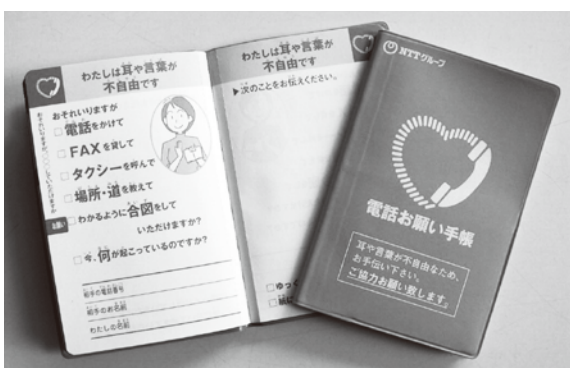 わたしは耳や言葉が
不自由です
おそれいりますが
□電話をかけて
□FAXを貸して
□タクシーを呼んで
□場所・道を教えて
□わかるように合図をして
いただけますか?
□今、何が起こっているのですか?
相手の電話番号
相手のお名前
わたしの名前
お願い
わたしは耳や言葉が
不自由です
▶次のことをお伝えください。
□ゆっく
NTTグループ
電話お願い手帳
耳や言葉が不自由なため、
お手伝い下さい。
ご協力お願い致します。